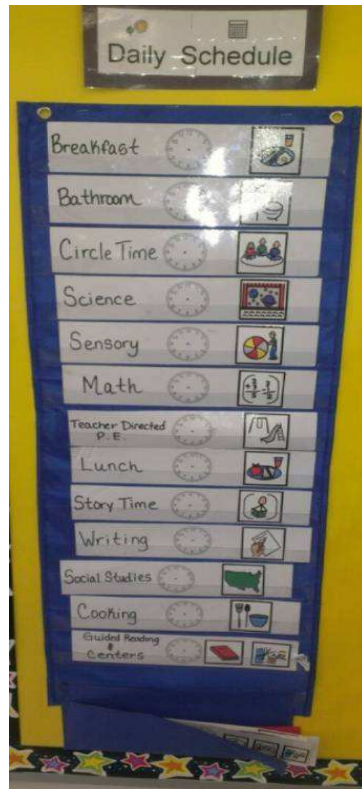 Daily Schedule
Breakfast
Bathroom
Circle Time
Science
Sensory
Math
Teacher Directed
P.E.
Lunch
Story Time
Writing
Social Studies
Cooking
Guided Reading
&
Centers